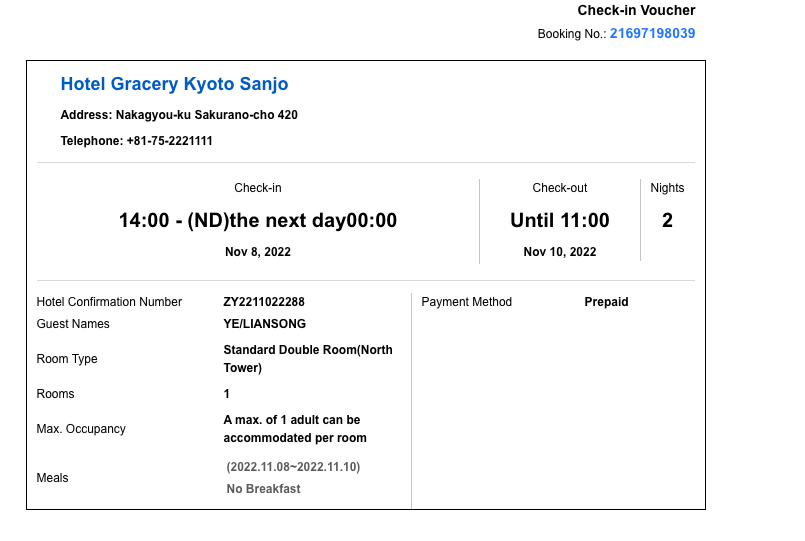 Check-in Voucher
Booking No.: 21697198039
Hotel Gracery Kyoto Sanjo
Address: Nakagyou-ku Sakurano-cho 420
Telephone: +81-75-2221111
Check-in
14:00 - (ND)the next day00:00
Nov 8, 2022
Check-out
Until 11:00
Nov 10, 2022
Nights
2
Hotel Confirmation Number ZY2211022288
Guest Names YE/LIANSONG
Room Type Standard Double Room(North
Tower)
Rooms 1
Max. Occupancy A max. of 1 adult can be
accommodated per room
Meals (2022.11.08~2022.11.10)
No Breakfast
Payment Method Prepaid